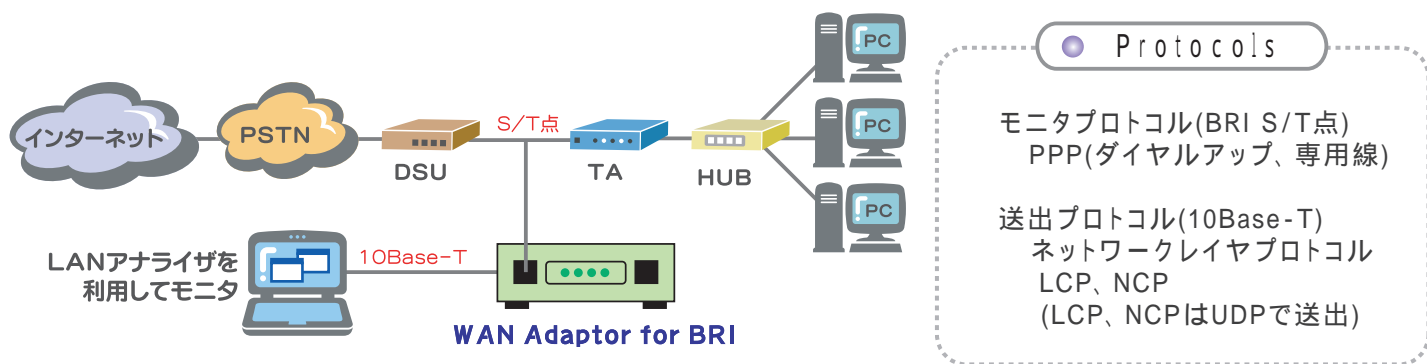 インターネット
PSTN
DSU
S/T点
TA
HUB
PC
PC
PC
LANアナライザを
利用してモニタ
10Base-T
WAN Adaptor for BRI
Protocols
モニタプロトコル(BRI S/T点)
PPP(ダイヤルアップ、専用線)
送出プロトコル(10Base-T)
ネットワークレイヤプロトコル
LCP、NCP
(LCP、NCPはUDPで送出)